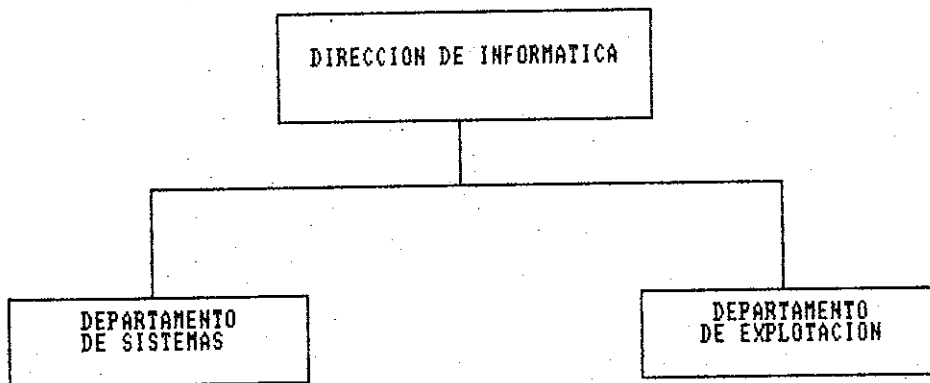 DIRECCION DE INFORMATICA
DEPARTAMENTO
DE SISTEMAS
DEPARTAMENTO
DE EXPLOTACION